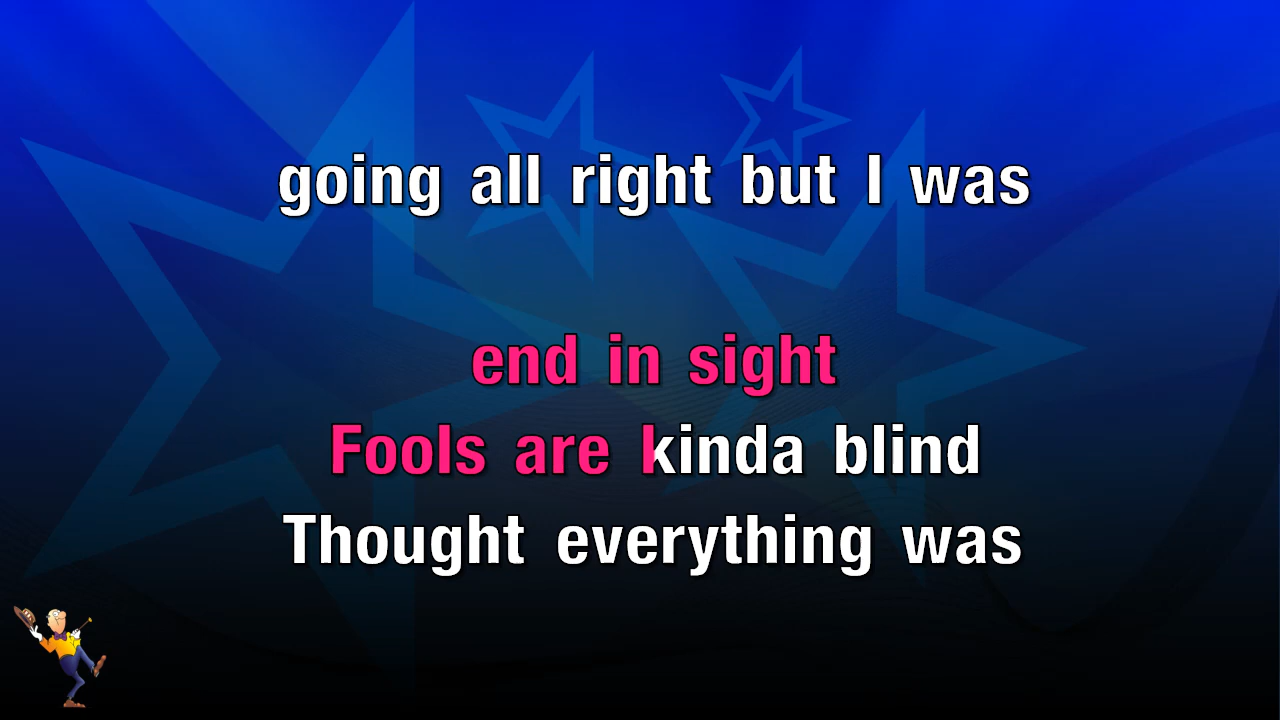 going all right but I was
end in sight
Fools are kinda blind
Thought everything was